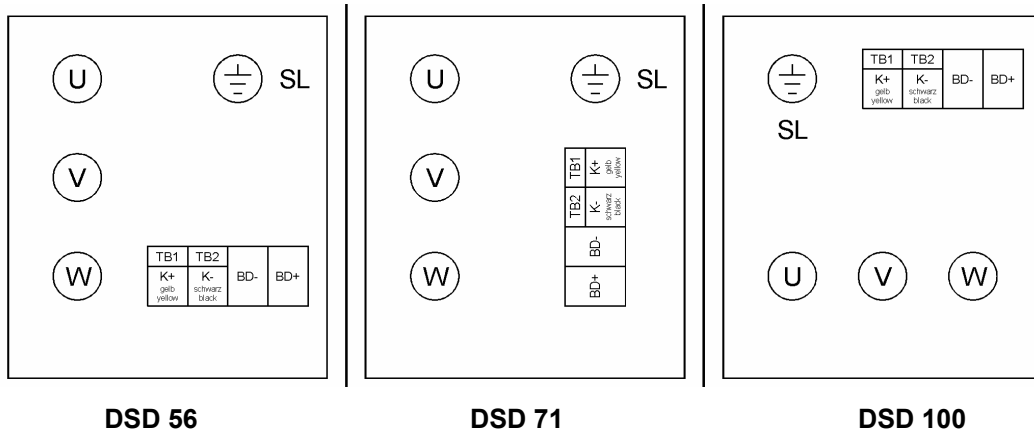 U
SL
V
W
TB1 TB2
K+ K- BD- BD+
gelb schwarz
yellow black
DSD 56
U
SL
V
W
TB1 K+ gelb yellow
TB2 K- schwarz black
BD-
BD+
DSD 71
SL
TB1 TB2
K+ K- BD- BD+
gelb schwarz
yellow black
U V W
DSD 100